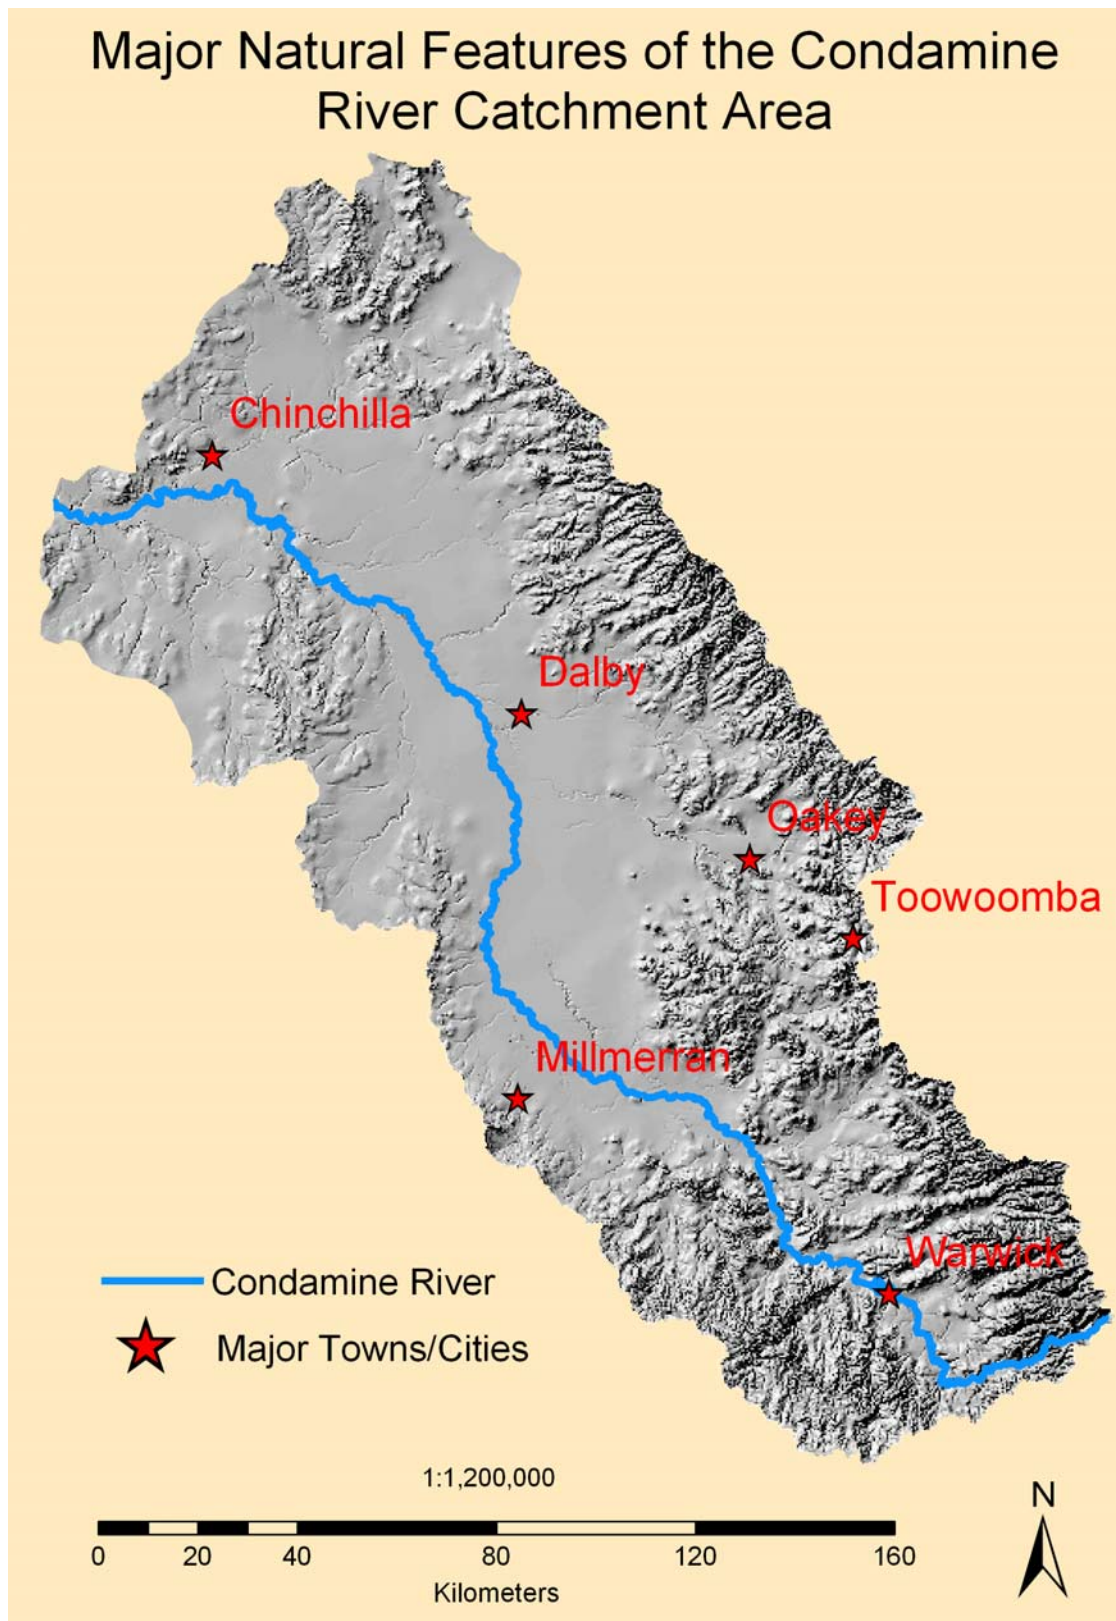 Major Natural Features of the Condamine
River Catchment Area
Chinchilla
Dalby
Oakey
Toowoomba
Millmerran
Warwick
Condamine River
Major Towns/Cities
1:1,200,000
N
0 20 40 80 120 160
Kilometers